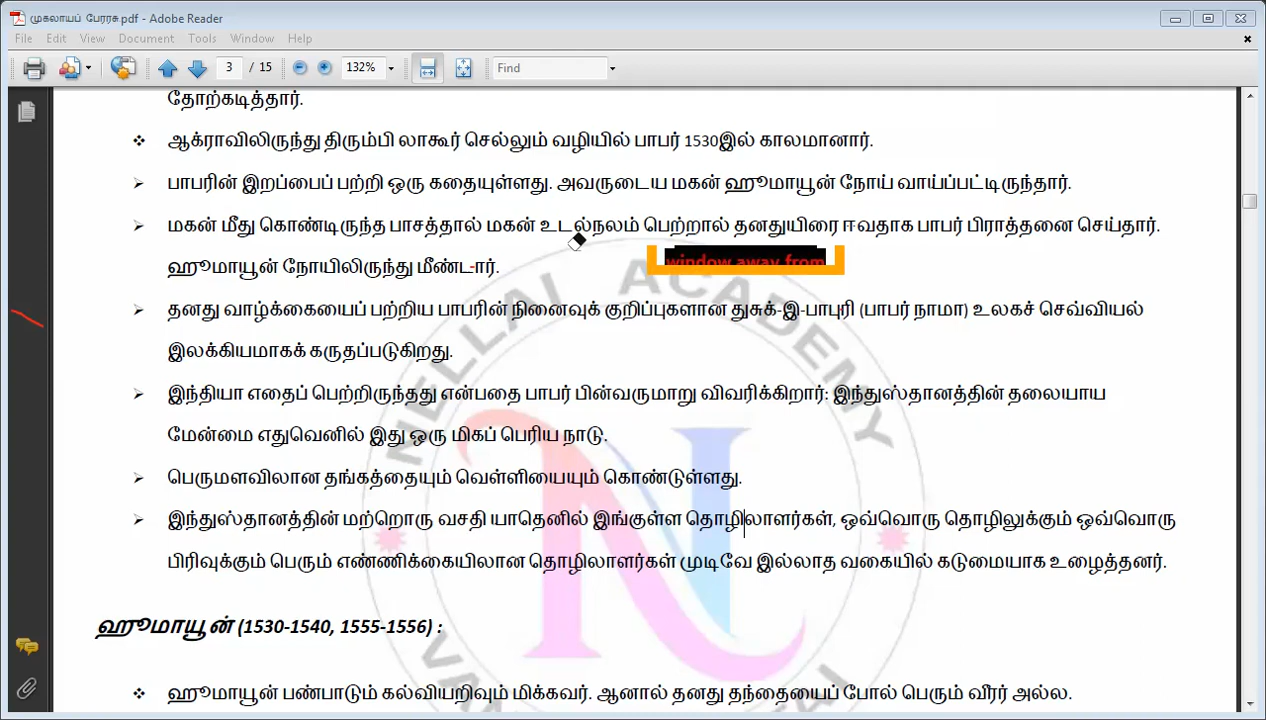 முகலாயப் பேரரசு.pdf - Adobe Reader
File Edit View Document Tools Window Help
3 / 15 132% Find
தோற்கடித்தார்.
ஆக்ராவிலிருந்து திரும்பி லாகூர் செல்லும் வழியில் பாபர் 1530இல் காலமானார்.
பாபரின் இறப்பைப் பற்றி ஒரு கதையுள்ளது. அவருடைய மகன் ஹூமாயூன் நோய் வாய்ப்பட்டிருந்தார்.
மகன் மீது கொண்டிருந்த பாசத்தால் மகன் உடல்நலம் பெற்றால் தனதுயிரை ஈவதாக பாபர் பிராத்தனை செய்தார்.
ஹூமாயூன் நோயிலிருந்து மீண்டார்.
window away from
தனது வாழ்க்கையைப் பற்றிய பாபரின் நினைவுக் குறிப்புகளான துசுக்-இ-பாபுரி (பாபர் நாமா) உலகச் செவ்வியல்
இலக்கியமாகக் கருதப்படுகிறது.
இந்தியா எதைப் பெற்றிருந்தது என்பதை பாபர் பின்வருமாறு விவரிக்கிறார்: இந்துஸ்தானத்தின் தலையாய
மேன்மை எதுவெனில் இது ஒரு மிகப் பெரிய நாடு.
பெருமளவிலான தங்கத்தையும் வெள்ளியையும் கொண்டுள்ளது.
இந்துஸ்தானத்தின் மற்றொரு வசதி யாதெனில் இங்குள்ள தொழிலாளர்கள், ஒவ்வொரு தொழிலுக்கும் ஒவ்வொரு
பிரிவுக்கும் பெரும் எண்ணிக்கையிலான தொழிலாளர்கள் முடிவே இல்லாத வகையில் கடுமையாக உழைத்தனர்.
ஹூமாயூன் (1530-1540, 1555-1556) :
ஹூமாயூன் பண்பாடும் கல்வியறிவும் மிக்கவர். ஆனால் தனது தந்தையைப் போல் பெரும் வீரர் அல்ல.
NELLAI ACADEMY